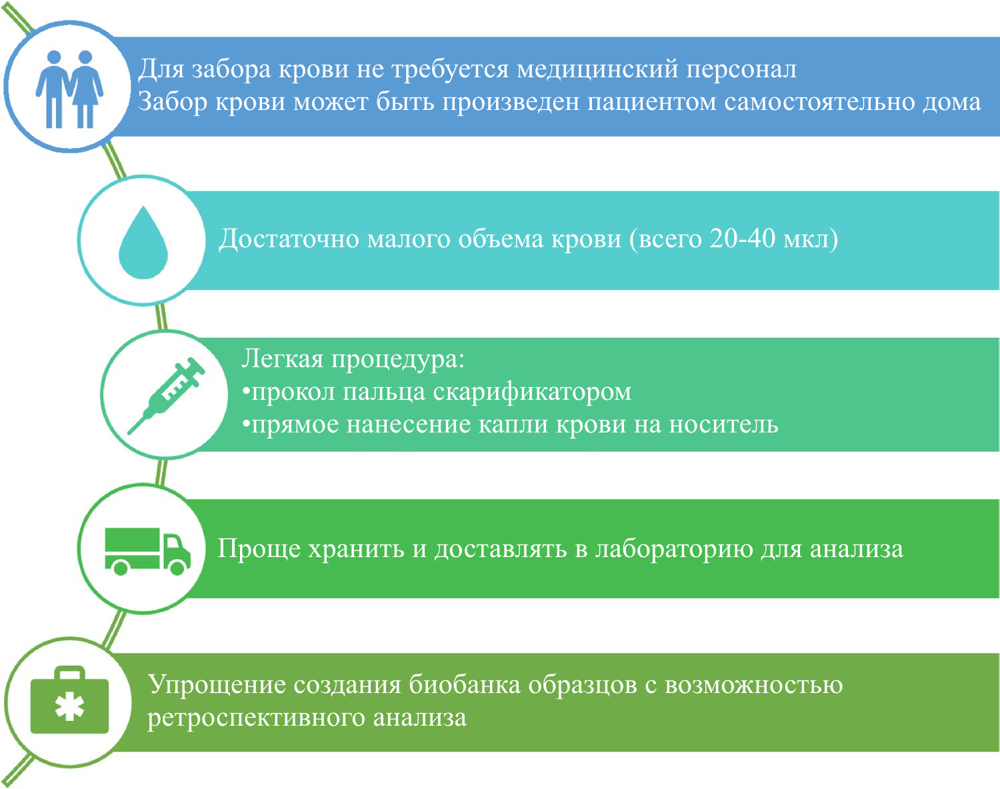 Для забора крови не требуется медицинский персонал
Забор крови может быть произведен пациентом самостоятельно дома
Достаточно малого объема крови (всего 20-40 мкл)
Легкая процедура:
•прокол пальца скарификатором
•прямое нанесение капли крови на носитель
Проще хранить и доставлять в лабораторию для анализа
Упрощение создания биобанка образцов с возможностью
ретроспективного анализа